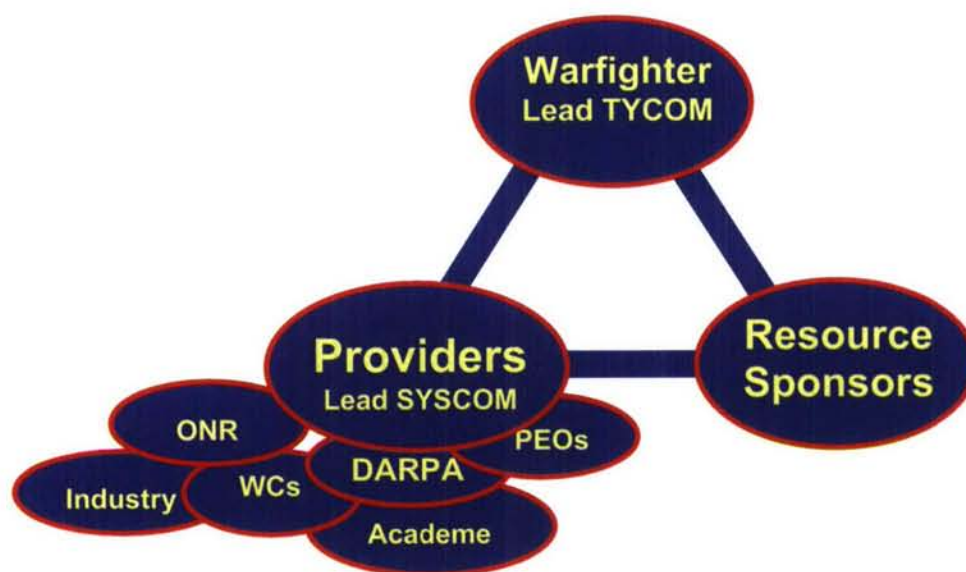 Warfighter
Lead TYCOM
Providers
Lead SYSCOM
Resource
Sponsors
ONR
PEOs
DARPA
WCs
Industry
Academe